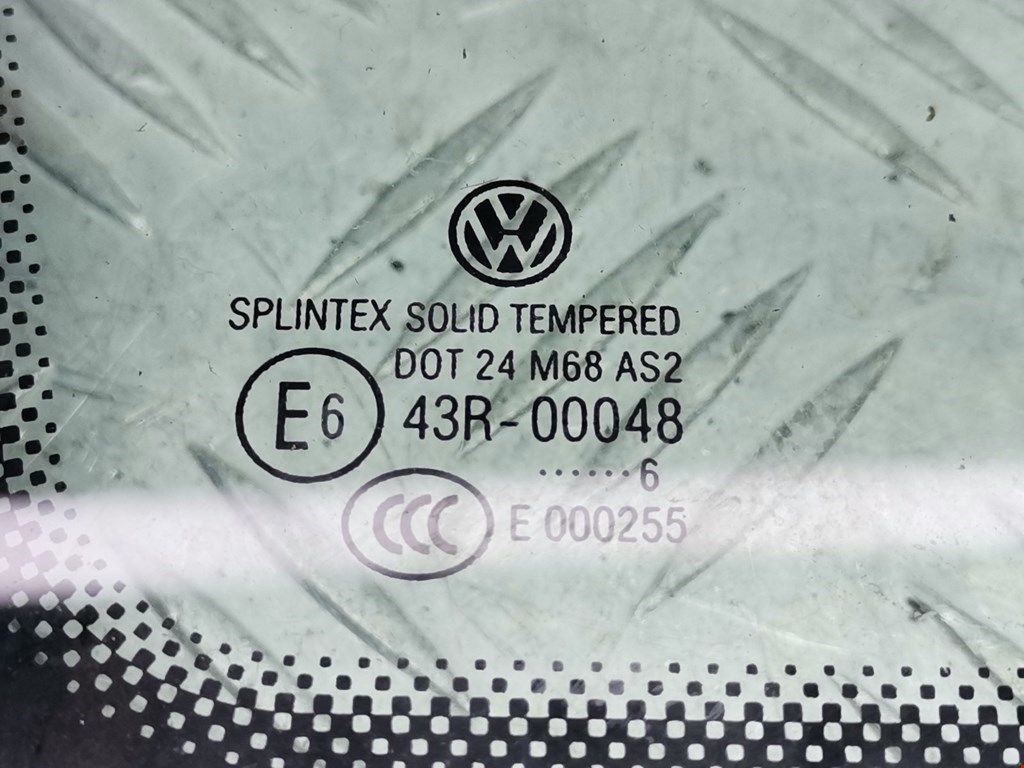 SPLINTEX SOLID TEMPERED
DOT 24 M68 AS2
E6 43R-00048
······6
CCC E 000255